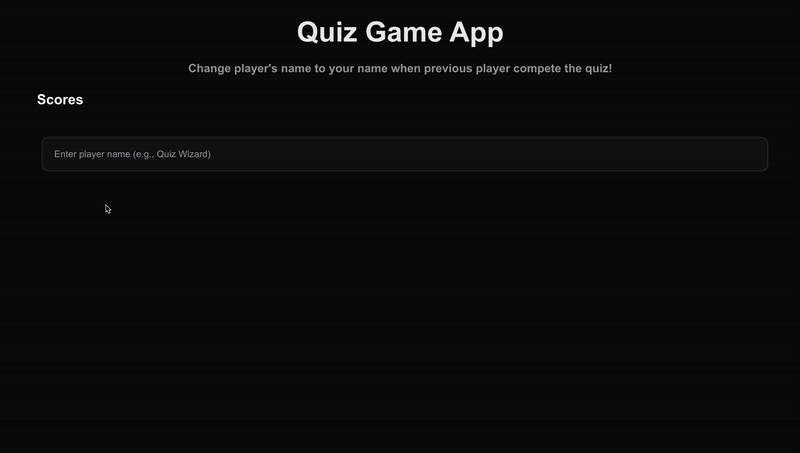 Quiz Game App
Change player's name to your name when previous player compete the quiz!
Scores
Enter player name (e.g., Quiz Wizard)